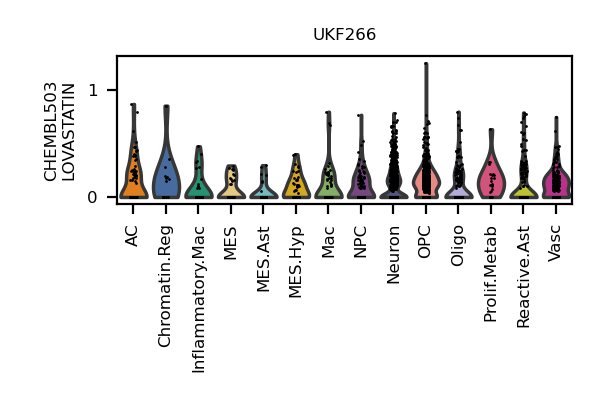 UKF266
CHEMBL503
LOVASTATIN
1
0
AC
Chromatin.Reg
Inflammatory.Mac
MES
MES.Ast
MES.Hyp
Mac
NPC
Neuron
OPC
Oligo
Prolif.Metab
Reactive.Ast
Vasc